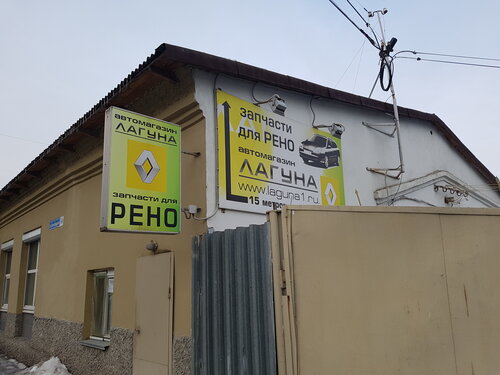 автомагазин
ЛАГУНА
запчасти для
РЕНО
запчасти
для РЕНО
автомагазин
ЛАГУНА
www.laguna1.ru
15 метров